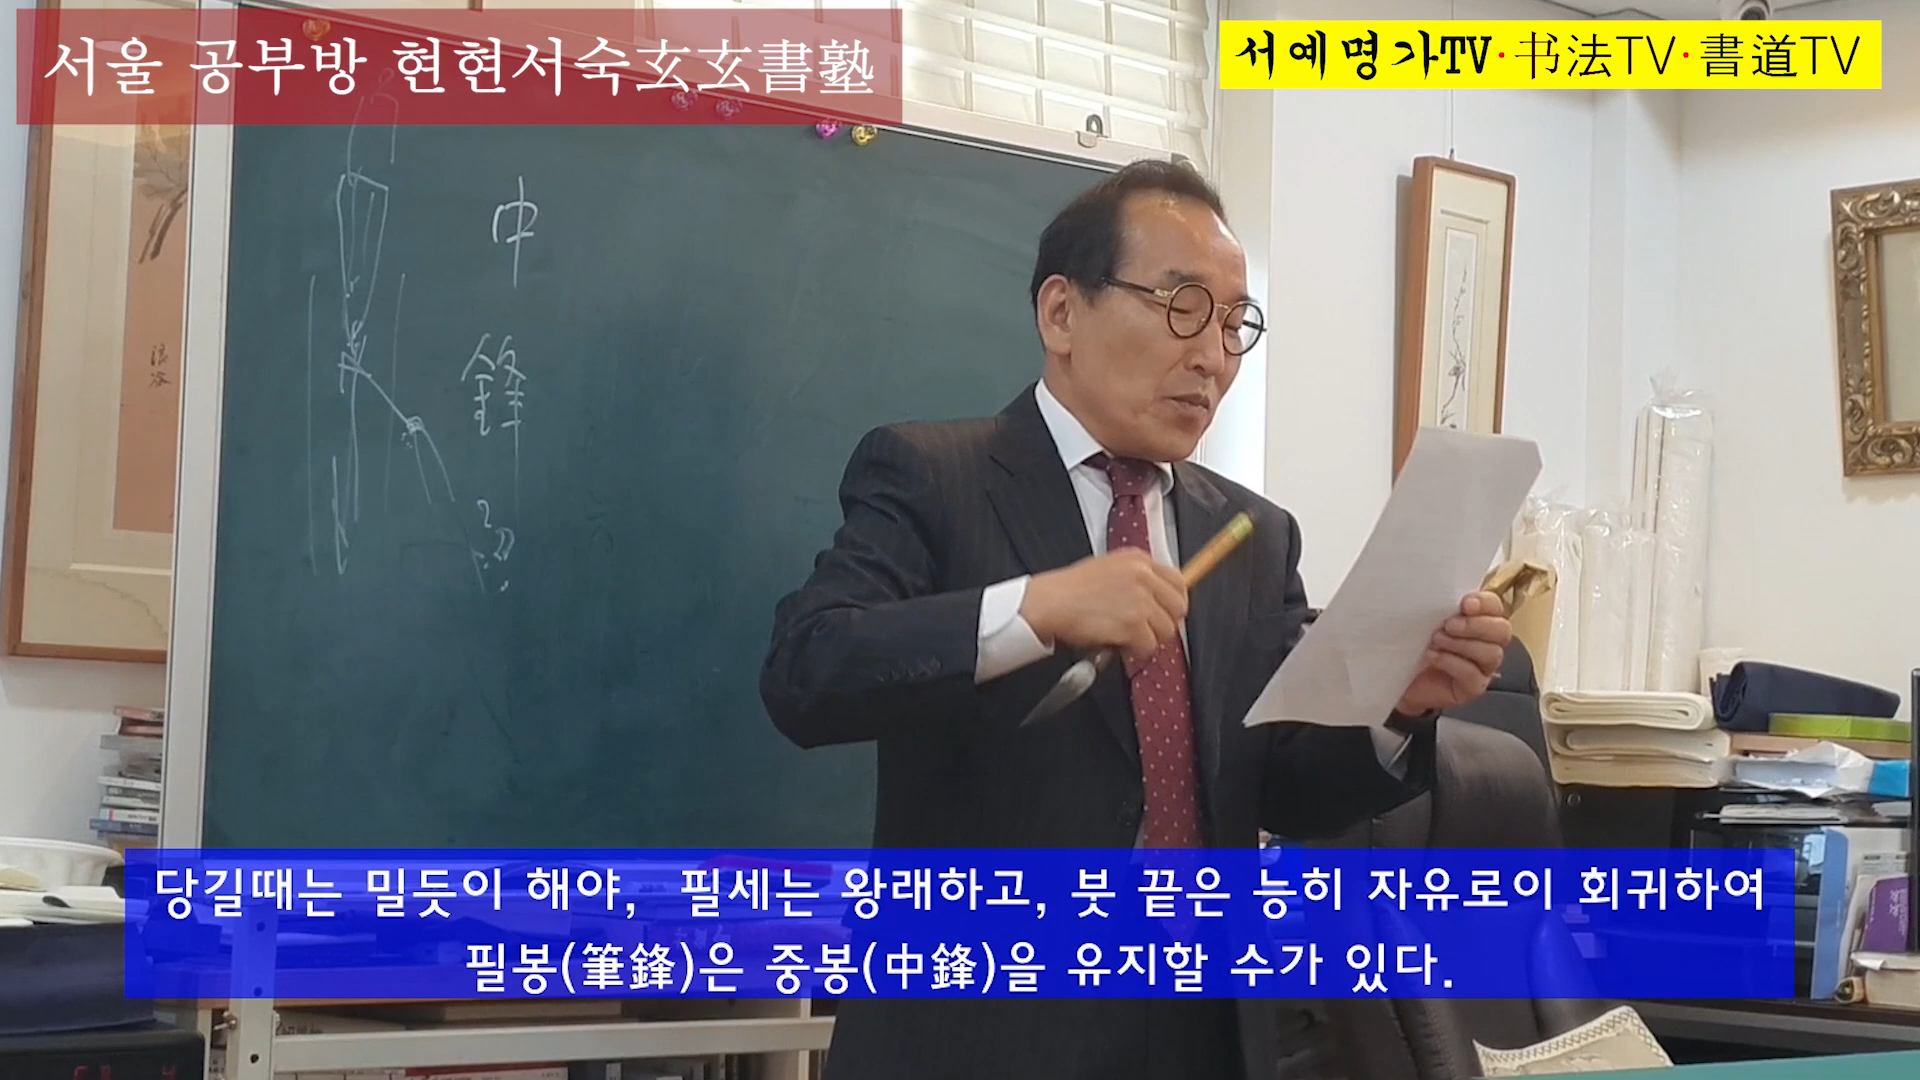 서울 공부방 현현서숙玄玄書塾
서예명가TV·书法TV·書道TV
中
鋒
浪
谷
당길때는 밀듯이 해야, 필세는 왕래하고, 붓 끝은 능히 자유로이 회귀하여
필봉(筆鋒)은 중봉(中鋒)을 유지할 수가 있다.